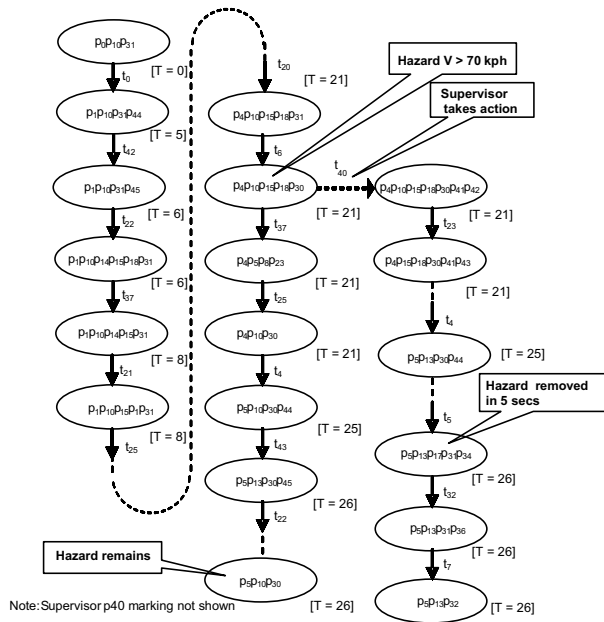 p0p10p31
t0
[T = 0]
p1p10p31p44
[T = 5]
t42
p1p10p31p45
[T = 6]
t22
p1p10p14p15p18p31
[T = 6]
t37
p1p10p14p15p31
[T = 8]
t21
p1p10p15p1p31
[T = 8]
t25
t20
[T = 21]
p4p10p15p18p31
t6
p4p10p15p18p30
[T = 21]
t37
p4p5p8p23
[T = 21]
t25
p4p10p30
[T = 21]
t4
p5p10p30p44
[T = 25]
t43
p5p13p30p45
[T = 26]
t22
Hazard remains
p5p10p30
[T = 26]
Hazard V > 70 kph
Supervisor
takes action
t40
p4p10p15p18p30p41p42
[T = 21]
t23
p4p15p18p30p41p43
[T = 21]
t4
p5p13p30p44
[T = 25]
Hazard removed
in 5 secs
t5
p5p13p17p31p34
[T = 26]
t32
p5p13p31p36
[T = 26]
t7
p5p13p32
[T = 26]
Note:Supervisor p40 marking not shown